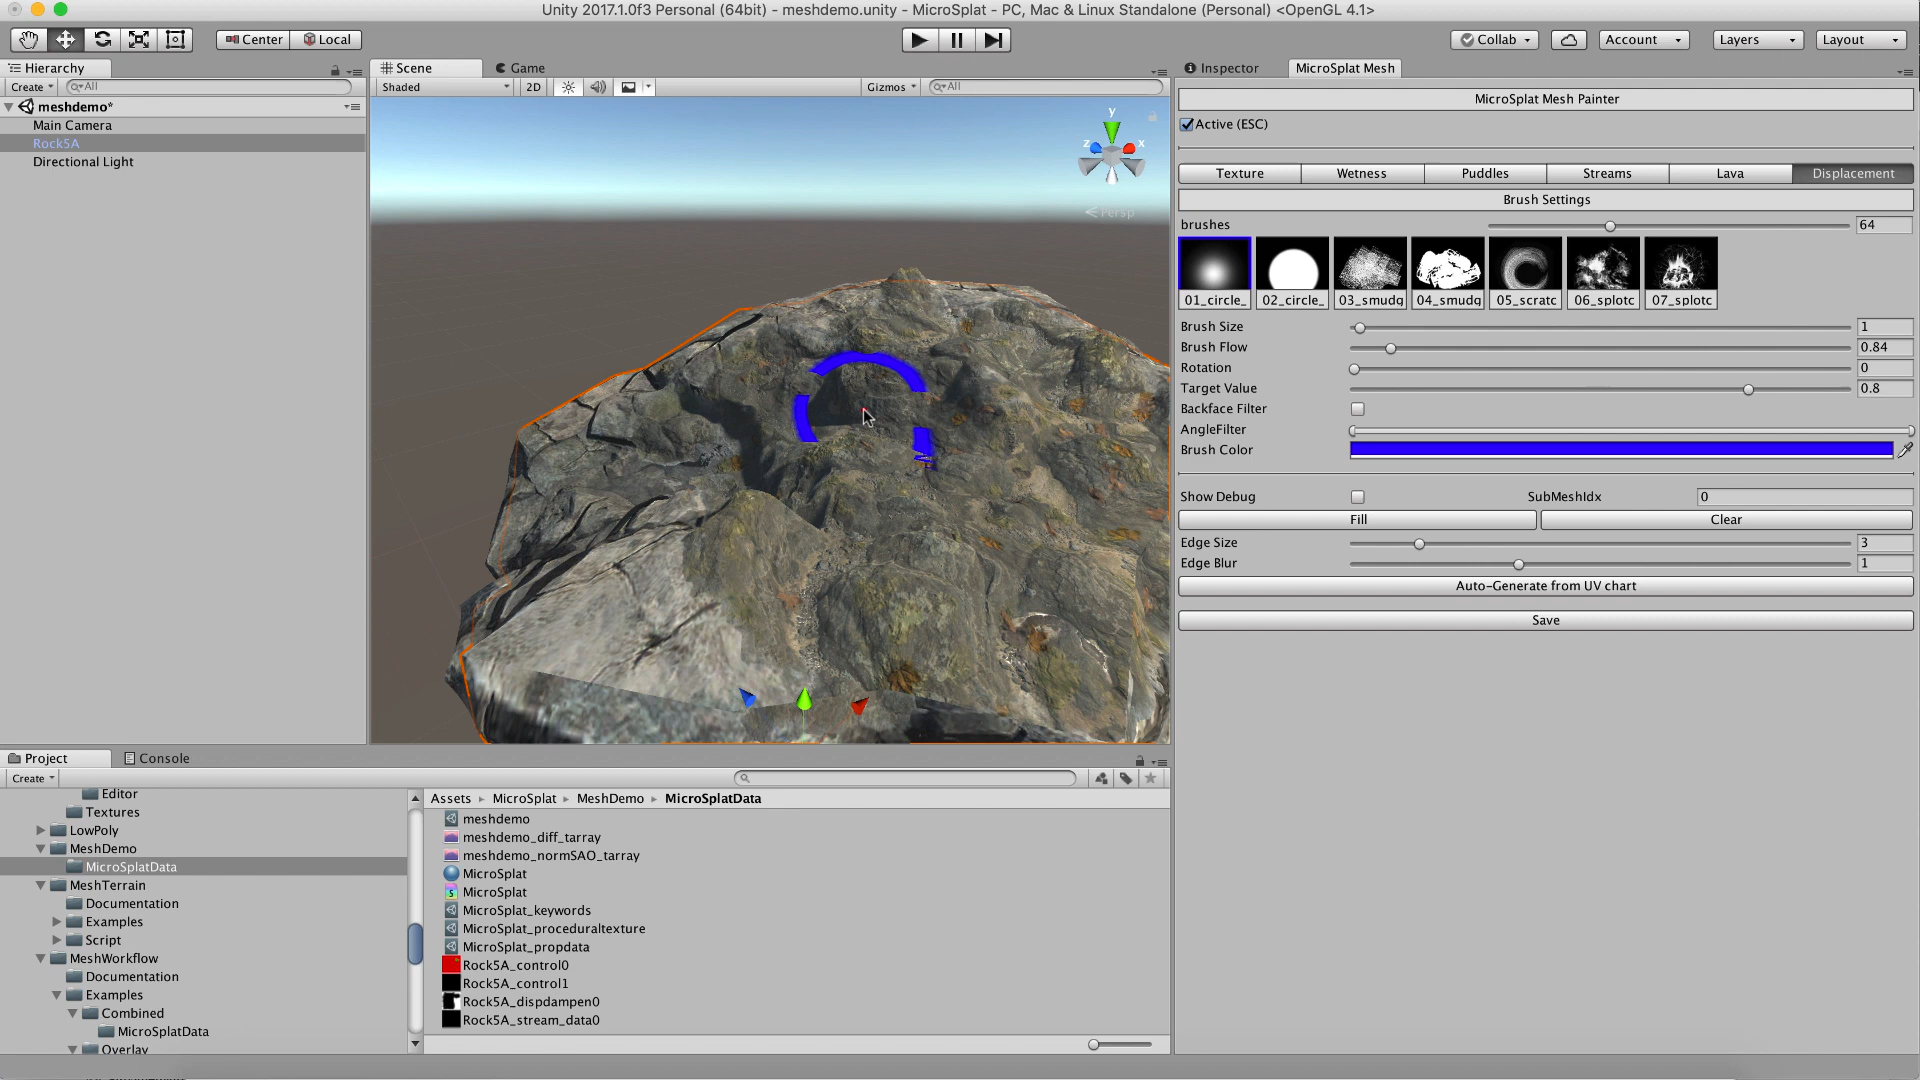 Unity 2017.1.0f3 Personal (64bit) - meshdemo.unity - MicroSplat - PC, Mac & Linux Standalone (Personal) <OpenGL 4.1>
Center
Local
Collab
Account
Layers
Layout
Hierarchy
Create
All
meshdemo*
Main Camera
Rock5A
Directional Light
Scene
Game
Shaded
2D
Gizmos
All
y
z
x
Persp
Inspector
MicroSplat Mesh
MicroSplat Mesh Painter
Active (ESC)
Texture
Wetness
Puddles
Streams
Lava
Displacement
Brush Settings
brushes
64
01_circle_
02_circle_
03_smudg
04_smudg
05_scratc
06_splotc
07_splotc
Brush Size
1
Brush Flow
0.84
Rotation
0
Target Value
0.8
Backface Filter
AngleFilter
Brush Color
Show Debug
SubMeshIdx
0
Fill
Clear
Edge Size
3
Edge Blur
1
Auto-Generate from UV chart
Save
Project
Console
Create
Editor
Textures
LowPoly
MeshDemo
MicroSplatData
MeshTerrain
Documentation
Examples
Script
MeshWorkflow
Documentation
Examples
Combined
MicroSplatData
Overlay
Assets
MicroSplat
MeshDemo
MicroSplatData
meshdemo
meshdemo_diff_tarray
meshdemo_normSAO_tarray
MicroSplat
MicroSplat
MicroSplat_keywords
MicroSplat_proceduraltexture
MicroSplat_propdata
Rock5A_control0
Rock5A_control1
Rock5A_dispdampen0
Rock5A_stream_data0